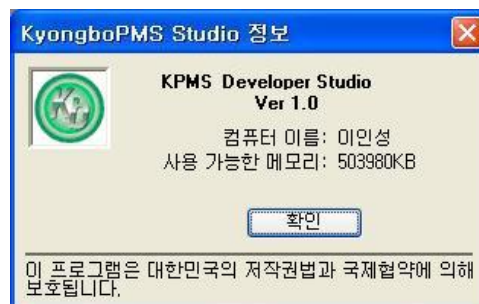 KyongboPMS Studio 정보
KPMS Developer Studio
Ver 1.0
컴퓨터 이름: 이인성
사용 가능한 메모리: 503980KB
확인
이 프로그램은 대한민국의 저작권법과 국제협약에 의해
보호됩니다.